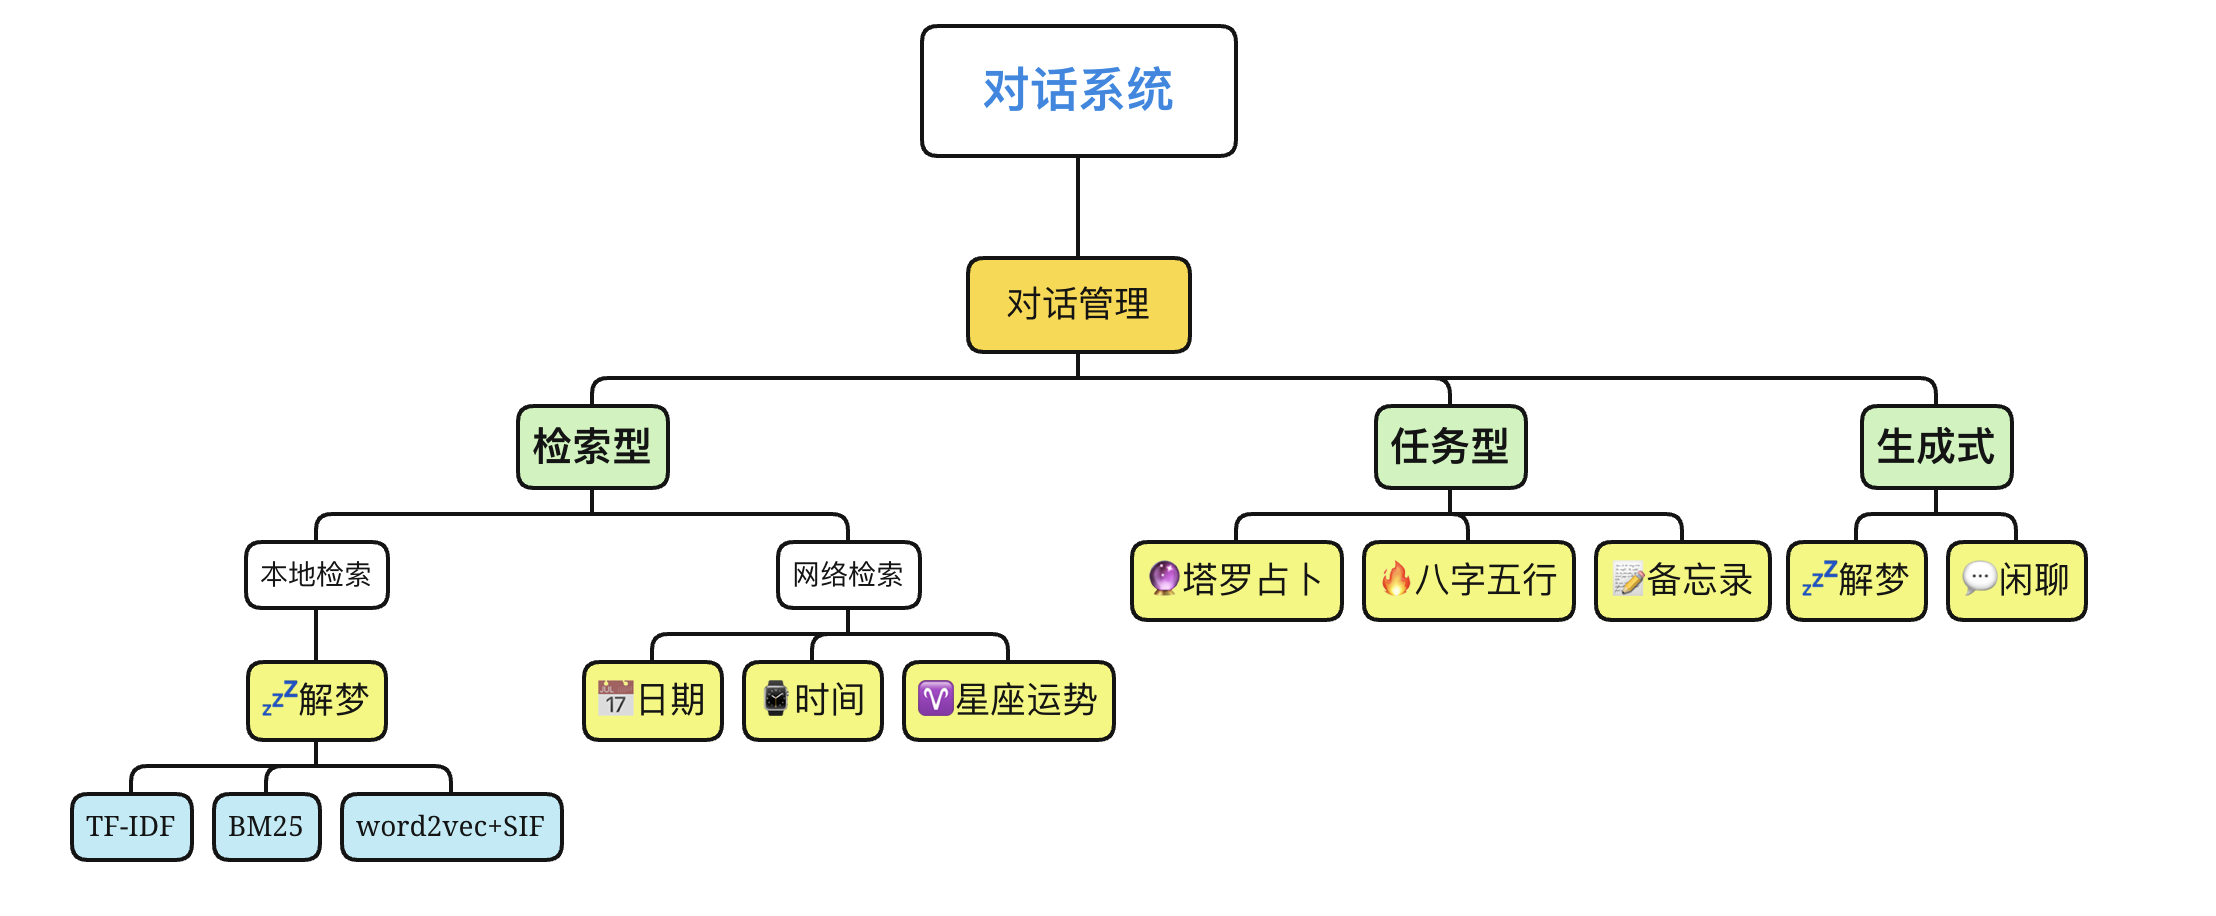 对话系统
对话管理
检索型
任务型
生成式
本地检索
网络检索
🔮塔罗占卜
🔥八字五行
📝备忘录
💤解梦
💬闲聊
💤解梦
📅日期
⌚时间
♈星座运势
TF-IDF
BM25
word2vec+SIF